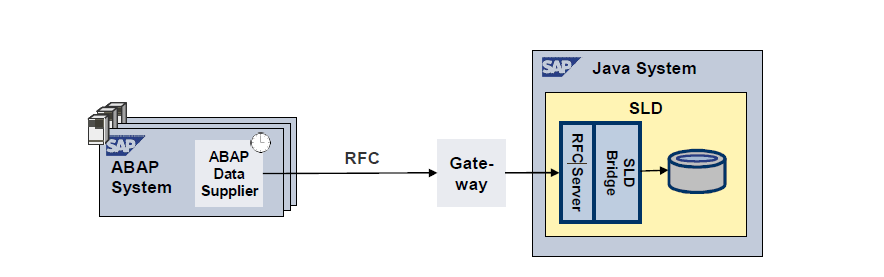 SAP
ABAP
System
ABAP
Data
Supplier
RFC
Gate-
way
SAP
Java System
SLD
RFC Server
SLD
Bridge